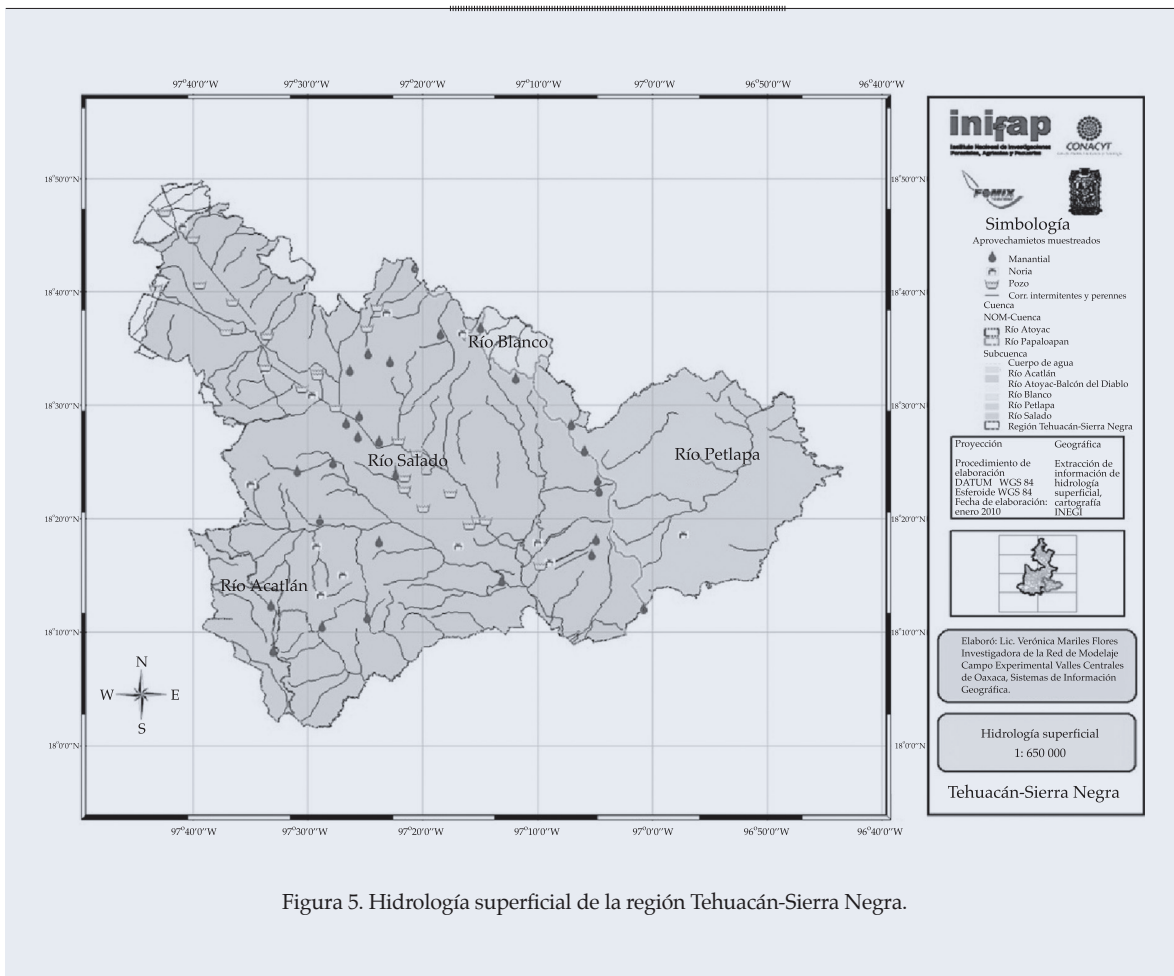 97°40'0"W 97°30'0"W 97°20'0"W 97°10'0"W 97°0'0"W 96°50'0"W 96°40'0"W
18°50'0"N 18°50'0"N
18°40'0"N 18°40'0"N
18°30'0"N 18°30'0"N
18°20'0"N 18°20'0"N
18°10'0"N 18°10'0"N
18°0'0"N 18°0'0"N
Río Blanco
Río Petlapa
Río Salado
Río Acatlán
N
W E
S
97°40'0"W 97°30'0"W 97°20'0"W 97°10'0"W 97°0'0"W 96°50'0"W 96°40'0"W
inifap
Instituto Nacional de Investigaciones
Forestales, Agrícolas y Pecuarias
CONACYT
FOMIX
Simbología
Aprovechamietos muestreados
Manantial
Noria
Pozo
Corr. intermitentes y perennes
Cuenca
NOM-Cuenca
Río Atoyac
Río Papaloapan
Subcuenca
Cuerpo de agua
Río Acatlán
Río Atoyac-Balcón del Diablo
Río Blanco
Río Petlapa
Río Salado
Región Tehuacán-Sierra Negra
Proyección Geográfica
Procedimiento de Extracción de
elaboración información de
DATUM WGS 84 hidrología
Esferoide WGS 84 superficial,
Fecha de elaboración: cartografía
enero 2010 INEGI
Elaboró: Lic. Verónica Mariles Flores
Investigadora de la Red de Modelaje
Campo Experimental Valles Centrales
de Oaxaca, Sistemas de Información
Geográfica.
Hidrología superficial
1: 650 000
Tehuacán-Sierra Negra
Figura 5. Hidrología superficial de la región Tehuacán-Sierra Negra.